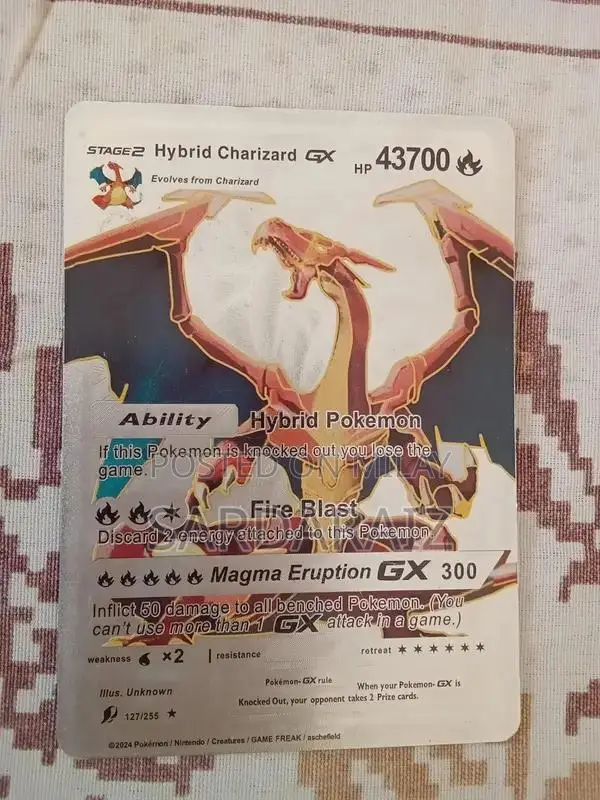 STAGE2 Hybrid Charizard GX HP 43700
Evolves from Charizard
Ability Hybrid Pokemon
If this Pokemon is knocked out you lose the
game.
POSTED ON
Fire Blast
Discard 2 energy attached to this Pokemon.
Magma Eruption GX 300
Inflict 50 damage to all benched Pokemon. (You
can't use more than 1 GX attack in a game.)
weakness ×2 resistance retreat
Illus. Unknown
Pokémon-GX rule When your Pokemon-GX is
Knocked Out, your opponent takes 2 Prize cards.
127/255 ★
©2024 Pokémon / Nintendo / Creatures / GAME FREAK / aschefield